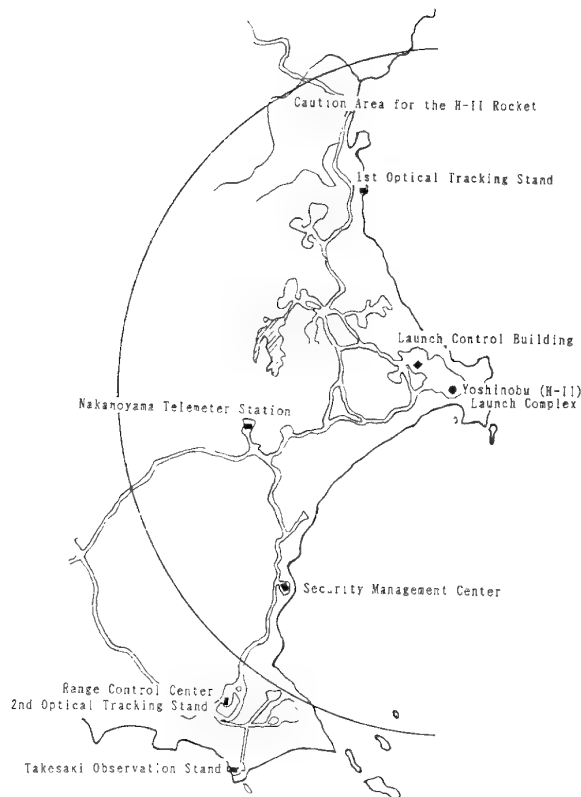 Caution Area for the H-II Rocket
1st Optical Tracking Stand
Launch Control Building
Yoshinobu (H-II)
Launch Complex
Nakanoyama Telemeter Station
Security Management Center
Range Control Center
2nd Optical Tracking Stand
Takesaki Observation Stand